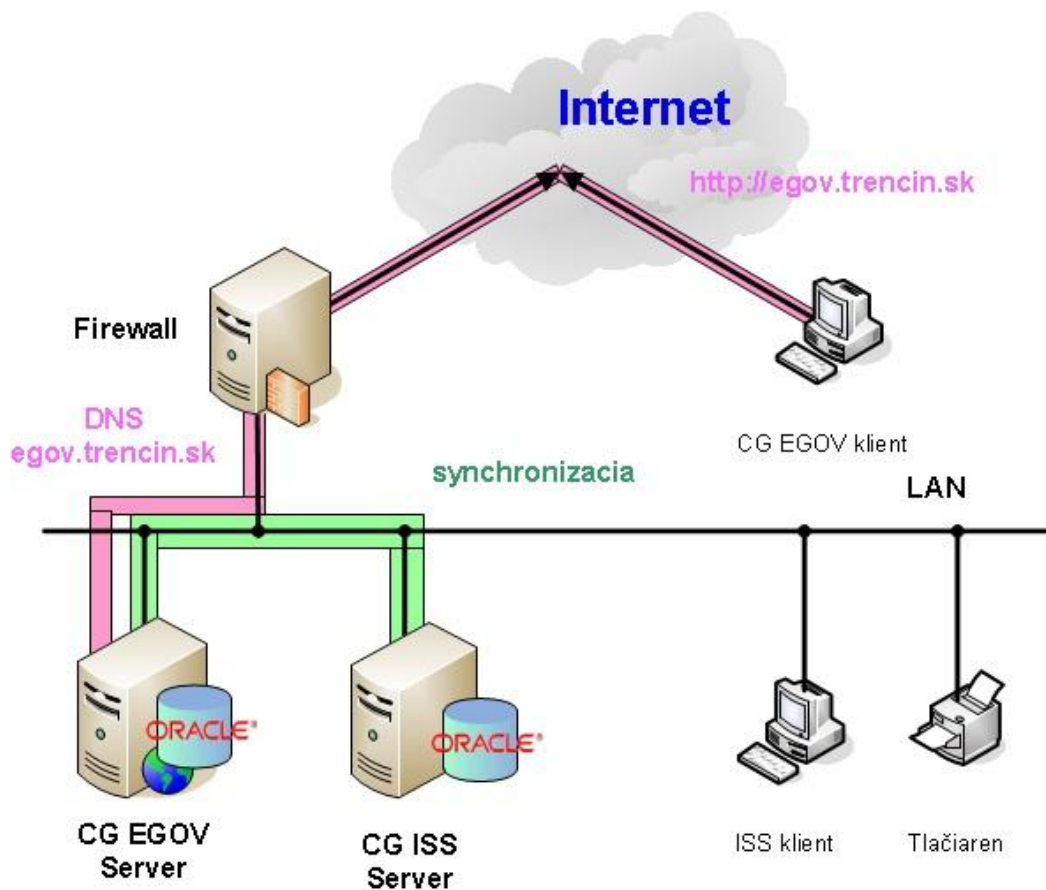 Internet
http://egov.trencin.sk
Firewall
DNS
egov.trencin.sk
CG EGOV klient
synchronizacia
LAN
ORACLE®
ORACLE®
CG EGOV
Server
CG ISS
Server
ISS klient
Tlačiaren